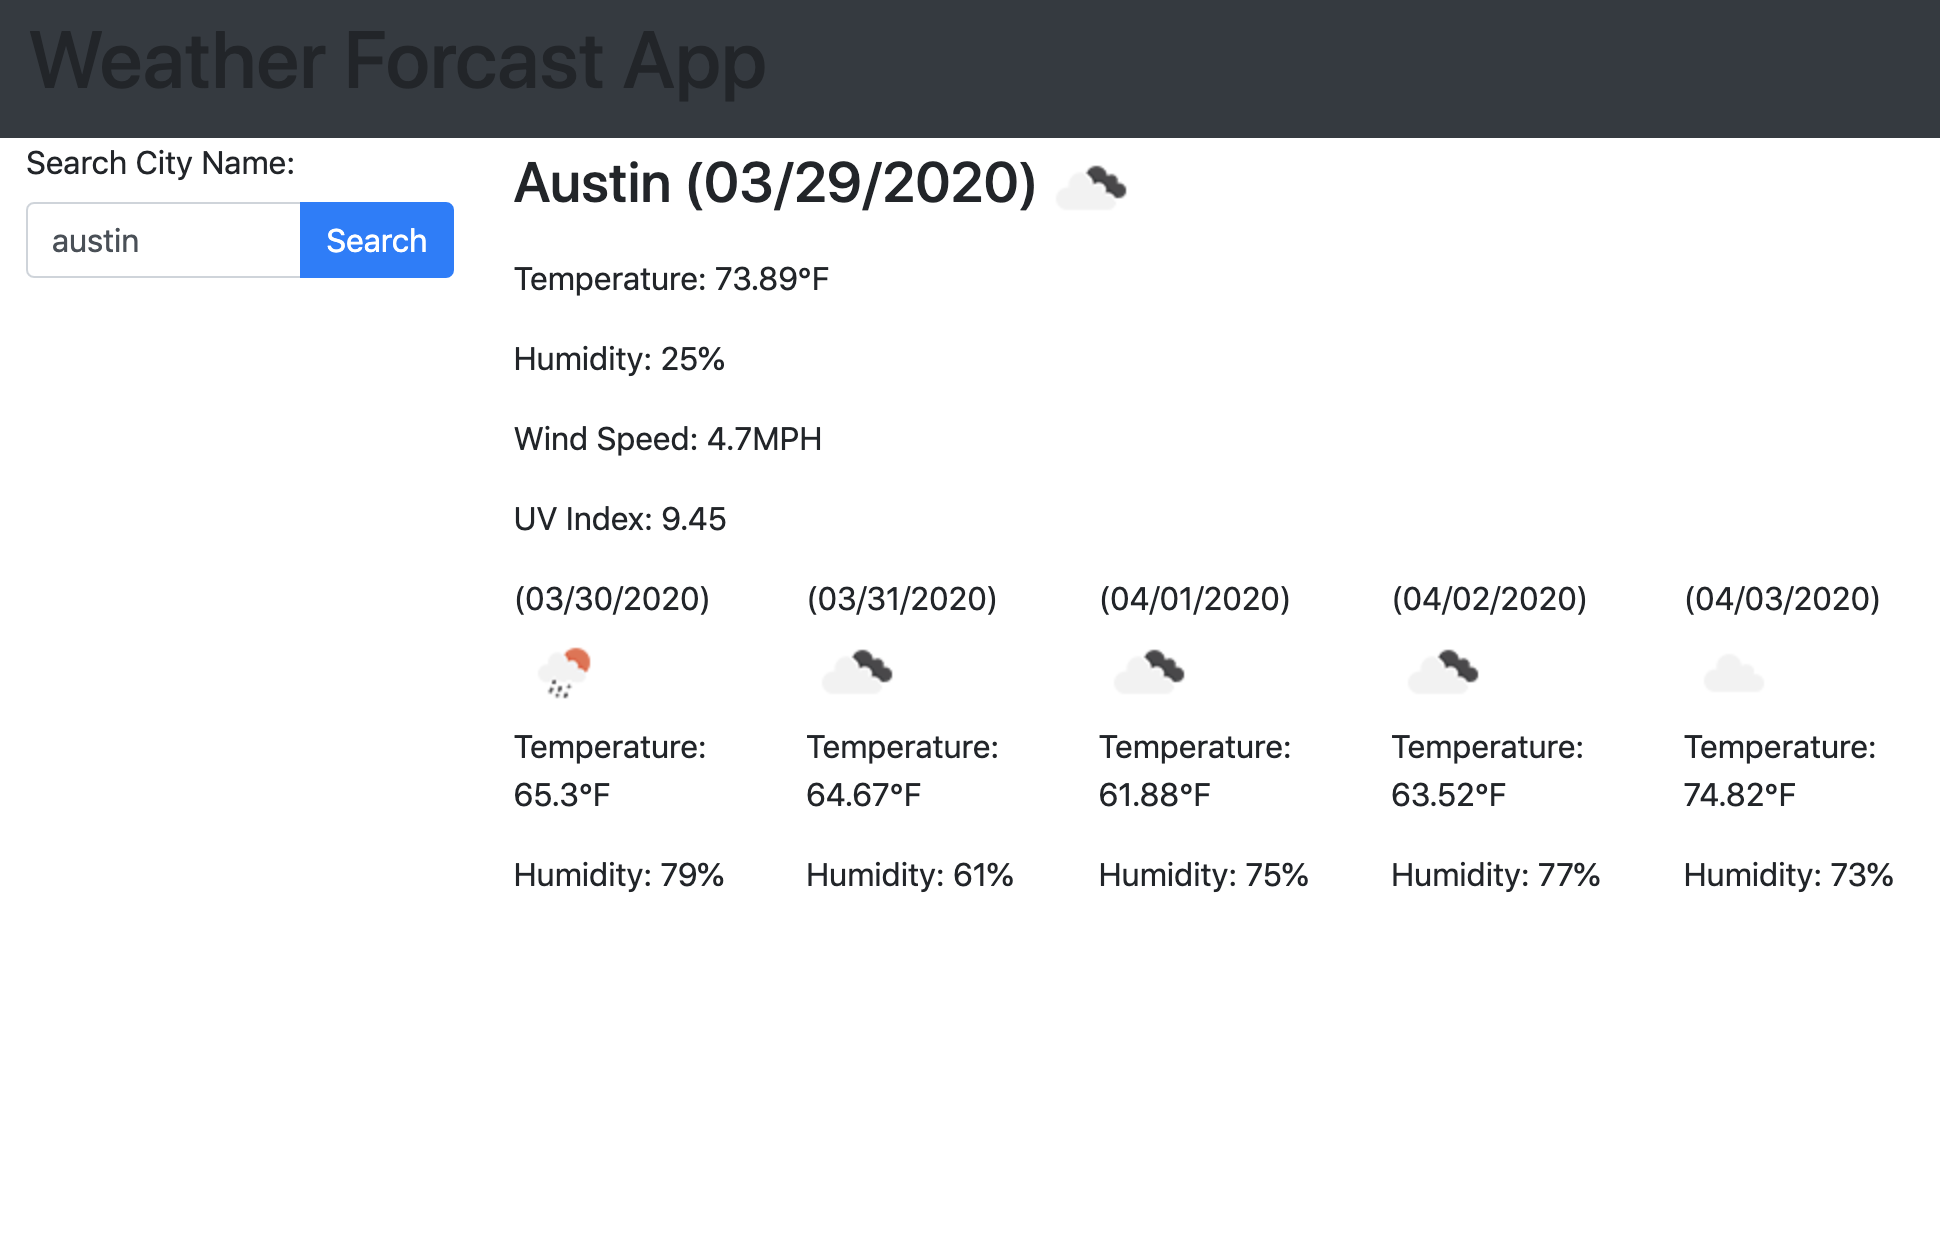 Weather Forcast App
Search City Name:
austin
Search
Austin (03/29/2020)
Temperature: 73.89°F
Humidity: 25%
Wind Speed: 4.7MPH
UV Index: 9.45
(03/30/2020)
Temperature:
65.3°F
Humidity: 79%
(03/31/2020)
Temperature:
64.67°F
Humidity: 61%
(04/01/2020)
Temperature:
61.88°F
Humidity: 75%
(04/02/2020)
Temperature:
63.52°F
Humidity: 77%
(04/03/2020)
Temperature:
74.82°F
Humidity: 73%